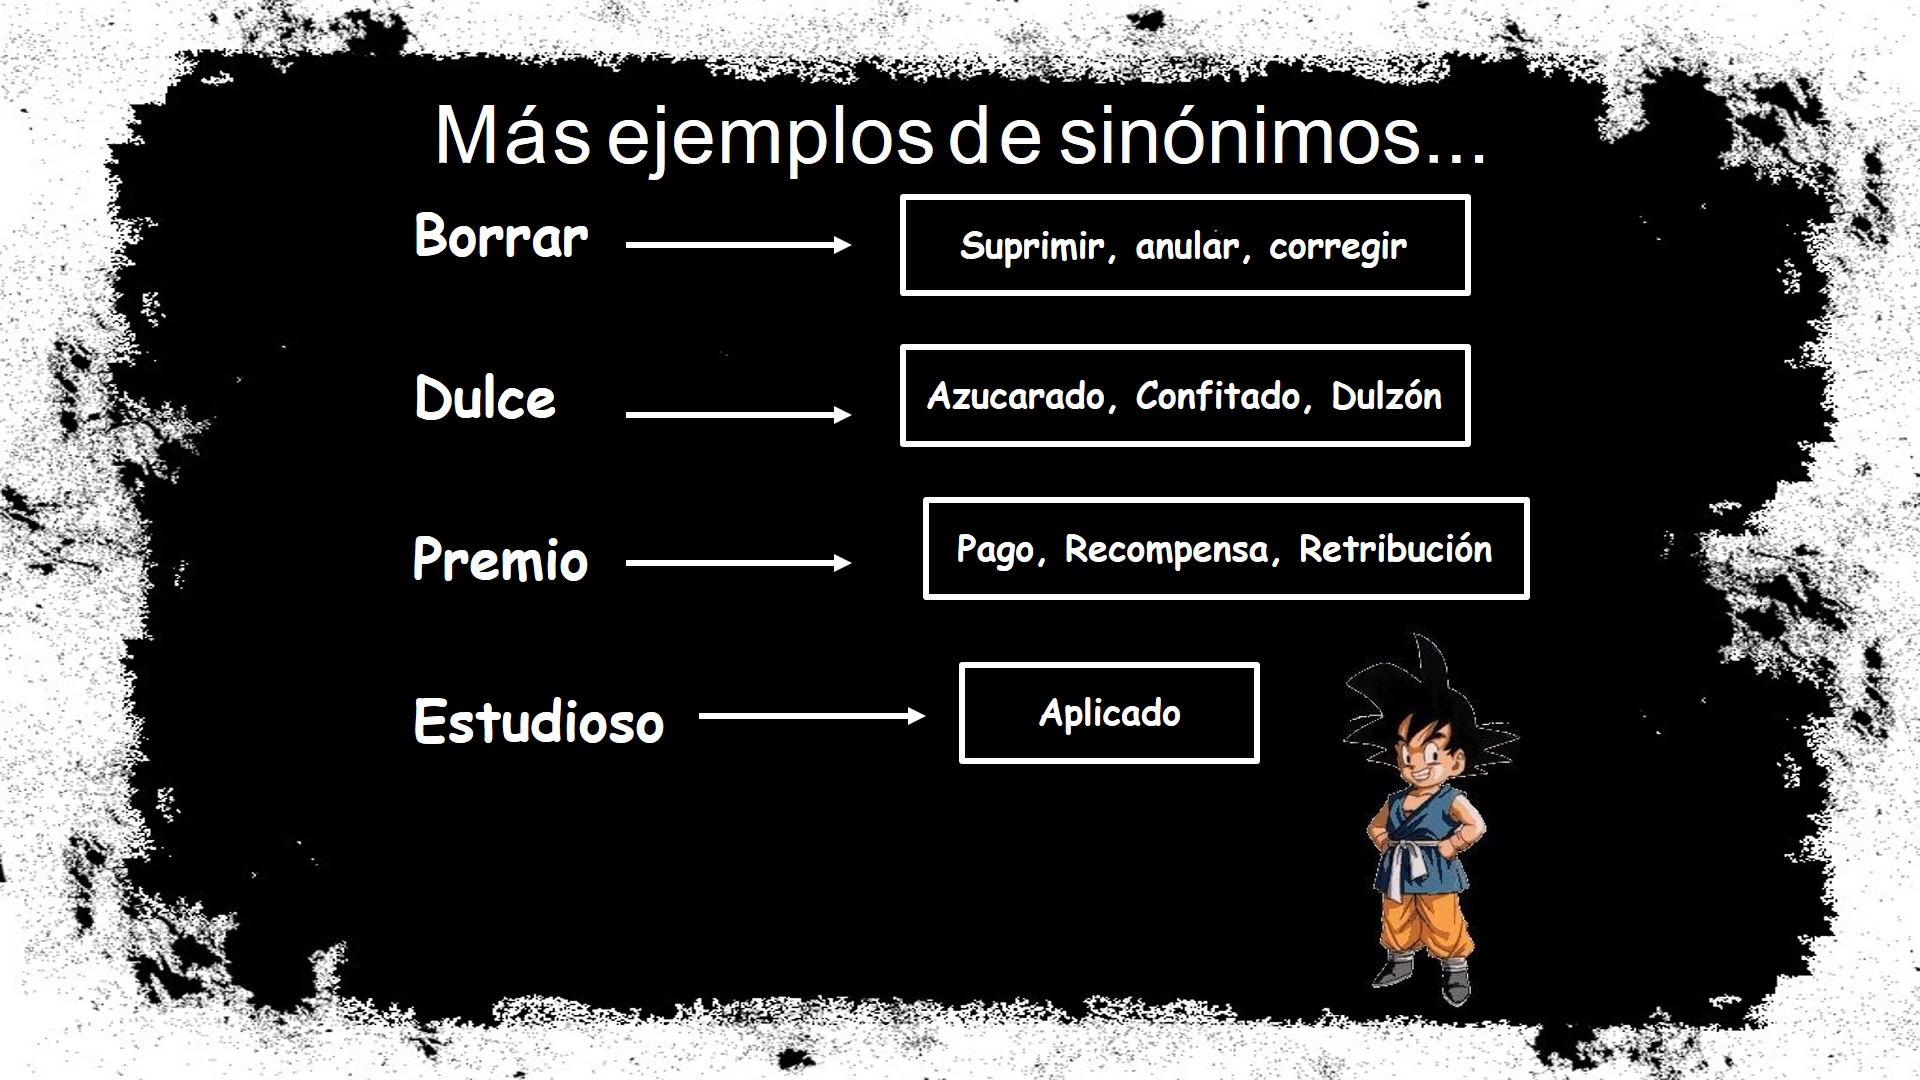 Más ejemplos de sinónimos...
Borrar
Suprimir, anular, corregir
Dulce
Azucarado, Confitado, Dulzón
Premio
Pago, Recompensa, Retribución
Estudioso
Aplicado